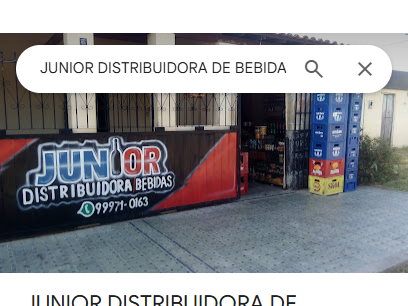 JUNIOR DISTRIBUIDORA DE BEBIDA
JUNIOR
DISTRIBUIDORA BEBIDAS
99971-0163
JUNIOR DISTRIBUIDORA DE